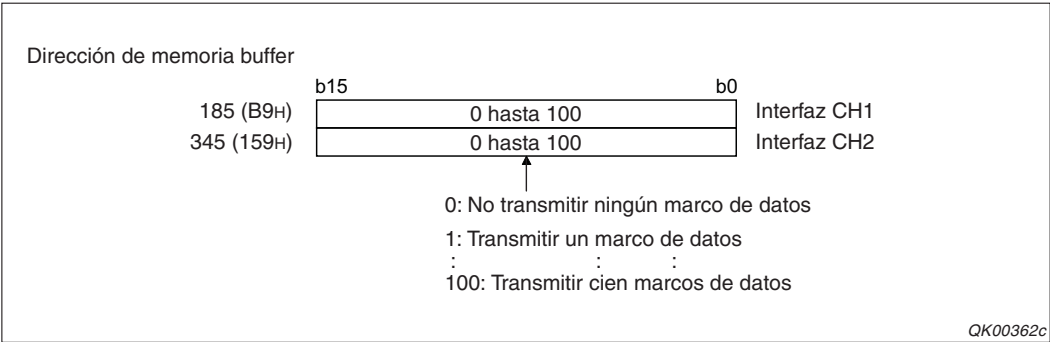 Dirección de memoria buffer
b15 b0
185 (B9H) 0 hasta 100 Interfaz CH1
345 (159H) 0 hasta 100 Interfaz CH2
0: No transmitir ningún marco de datos
1: Transmitir un marco de datos
: : :
100: Transmitir cien marcos de datos
QK00362c